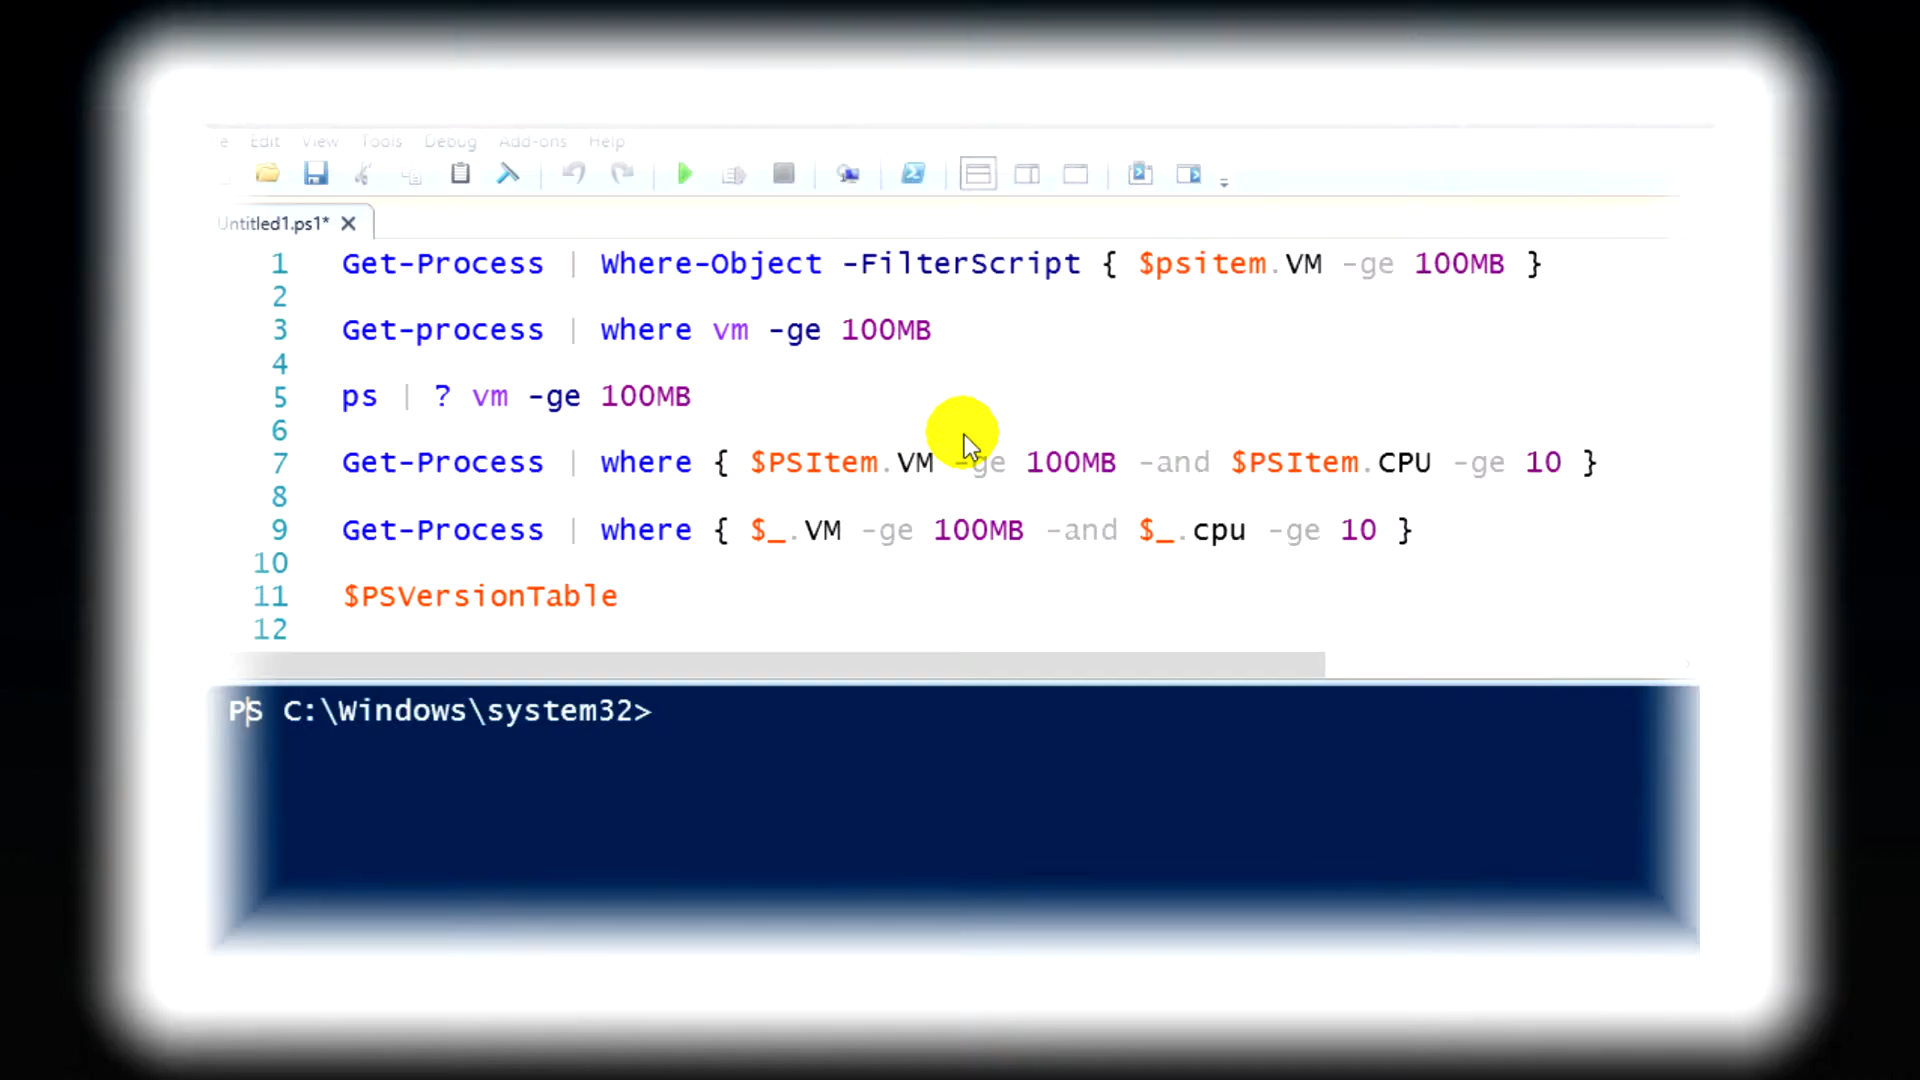 e Edit View Tools Debug Add-ons Help
Untitled1.ps1* X
1 Get-Process | Where-Object -FilterScript { $psitem.VM -ge 100MB }
2
3 Get-process | where vm -ge 100MB
4
5 ps | ? vm -ge 100MB
6
7 Get-Process | where { $PSItem.VM -ge 100MB -and $PSItem.CPU -ge 10 }
8
9 Get-Process | where { $_.VM -ge 100MB -and $_.cpu -ge 10 }
10
11 $PSVersionTable
12
PS C:\Windows\system32>